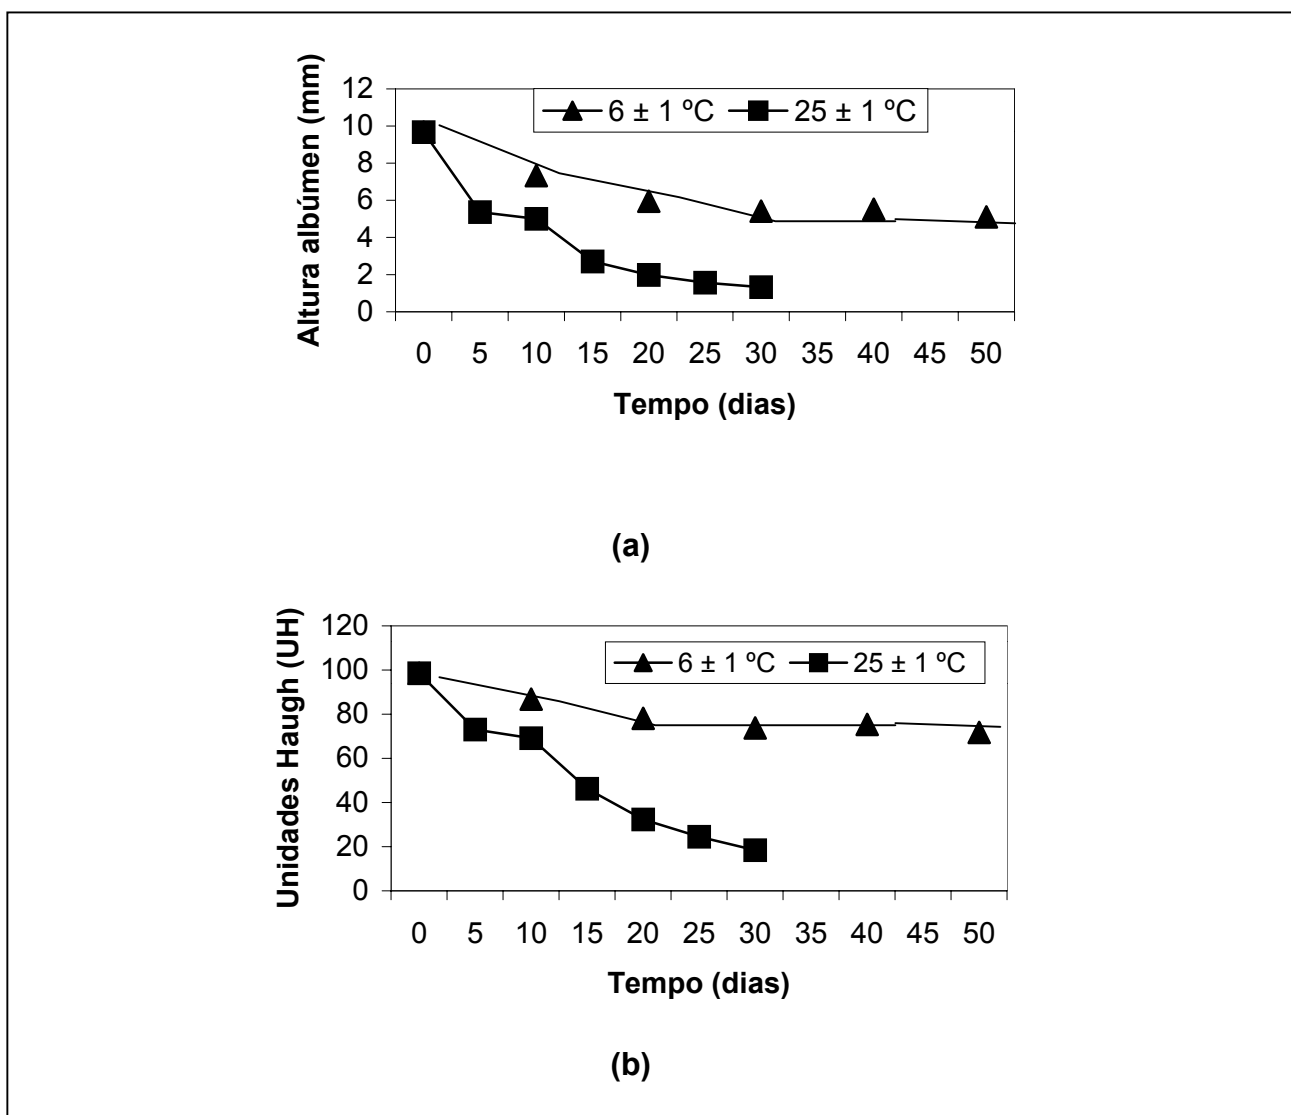 6 ± 1 ºC 25 ± 1 ºC
Altura albúmen (mm)
12
10
8
6
4
2
0
0 5 10 15 20 25 30 35 40 45 50
Tempo (dias)
(a)
6 ± 1 ºC 25 ± 1 ºC
Unidades Haugh (UH)
120
100
80
60
40
20
0
0 5 10 15 20 25 30 35 40 45 50
Tempo (dias)
(b)